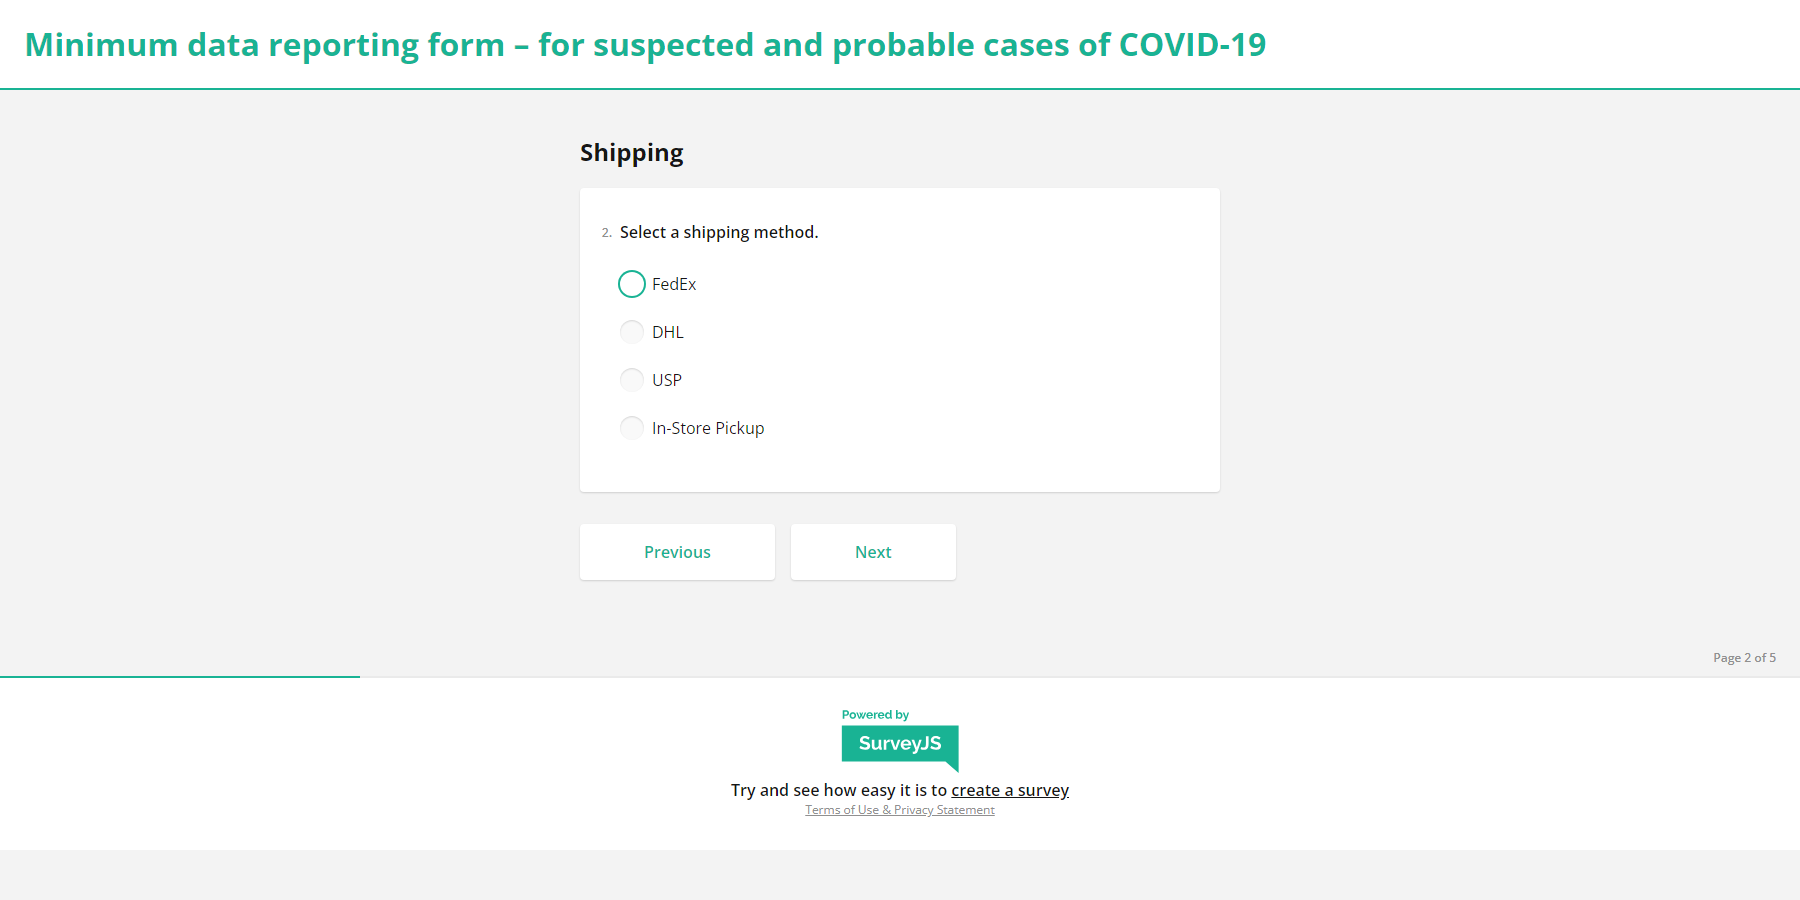 Minimum data reporting form – for suspected and probable cases of COVID-19
Shipping
2. Select a shipping method.
FedEx
DHL
USP
In-Store Pickup
Previous
Next
Page 2 of 5
Powered by
SurveyJS
Try and see how easy it is to create a survey
Terms of Use & Privacy Statement